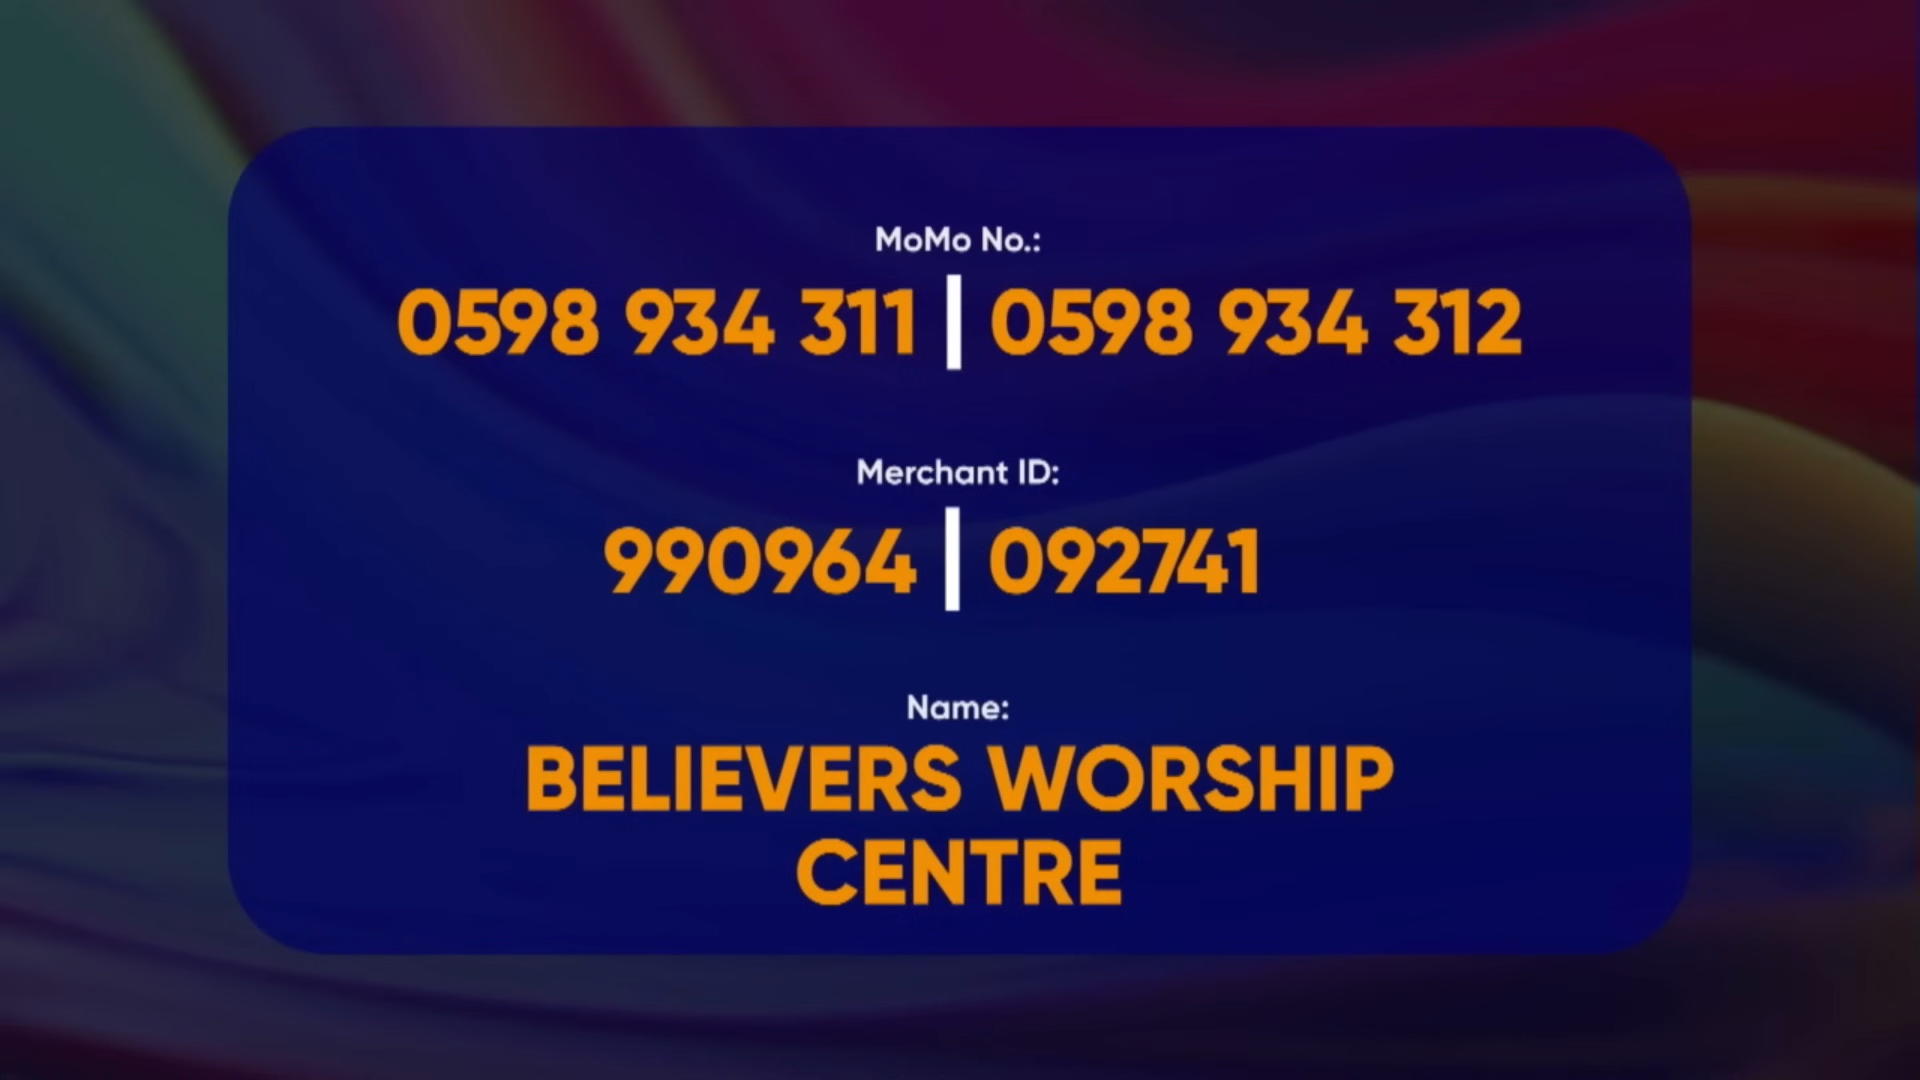 MoMo No.:
0598 934 311 | 0598 934 312
Merchant ID:
990964 | 092741
Name:
BELIEVERS WORSHIP
CENTRE